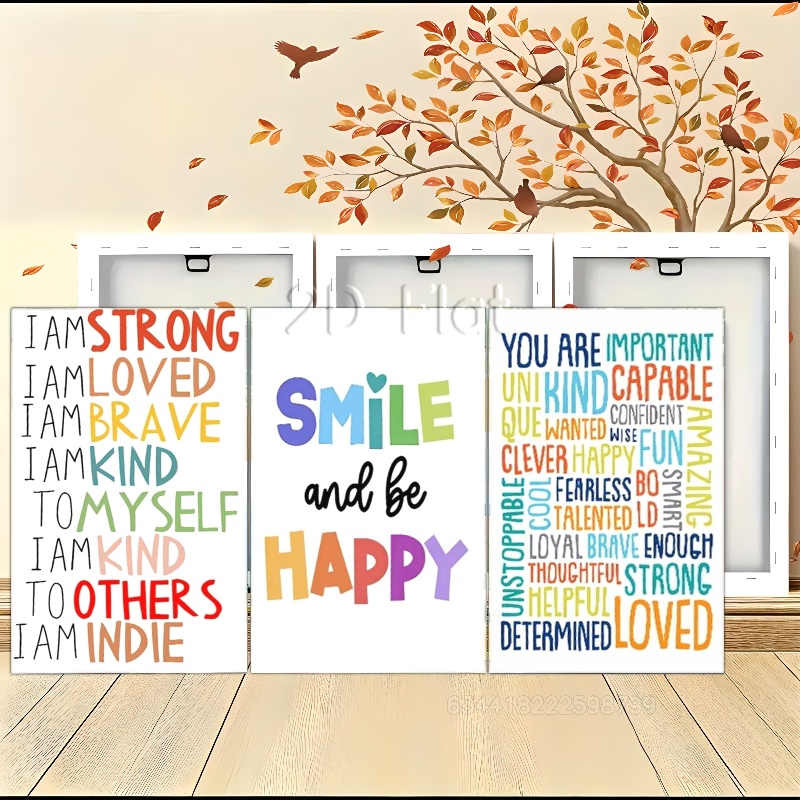 2D Flat
I AM STRONG
I AM LOVED
I AM BRAVE
I AM KIND
TO MYSELF
I AM KIND
TO OTHERS
I AM INDIE
SMiLE
and be
HAPPY
YOU ARE IMPORTANT
UNI
QUE
KIND
CAPABLE
CONFIDENT
WANTED
WISE
FUN
AMAZING
CLEVER
HAPPY
UNSTOPPABLE
COOL
FEARLESS
BO
LD
SMART
TALENTED
LOYAL BRAVE ENOUGH
THOUGHTFUL
STRONG
HELPFUL
DETERMINED
LOVED